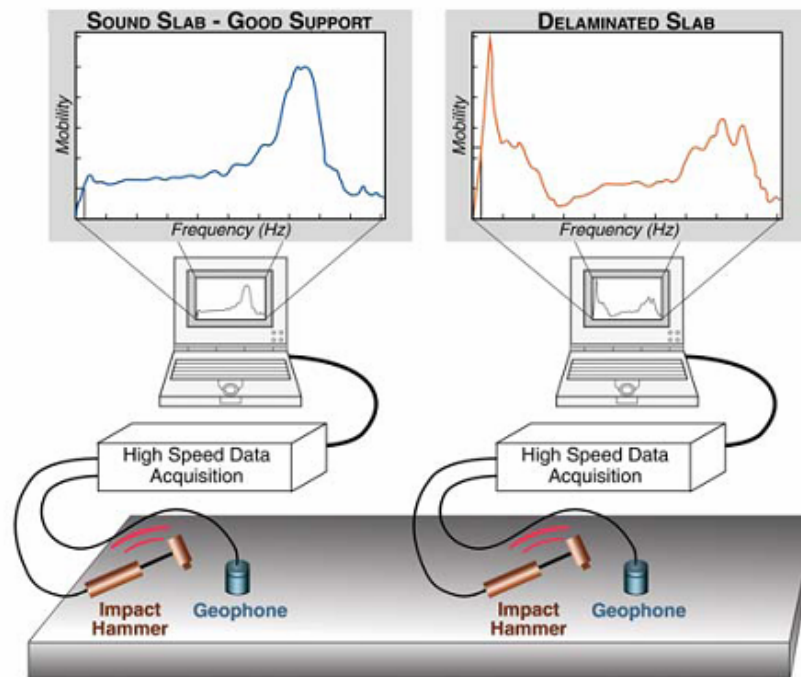 SOUND SLAB - GOOD SUPPORT
Mobility
Frequency (Hz)
DELAMINATED SLAB
Mobility
Frequency (Hz)
High Speed Data
Acquisition
High Speed Data
Acquisition
Impact
Hammer
Geophone
Impact
Hammer
Geophone